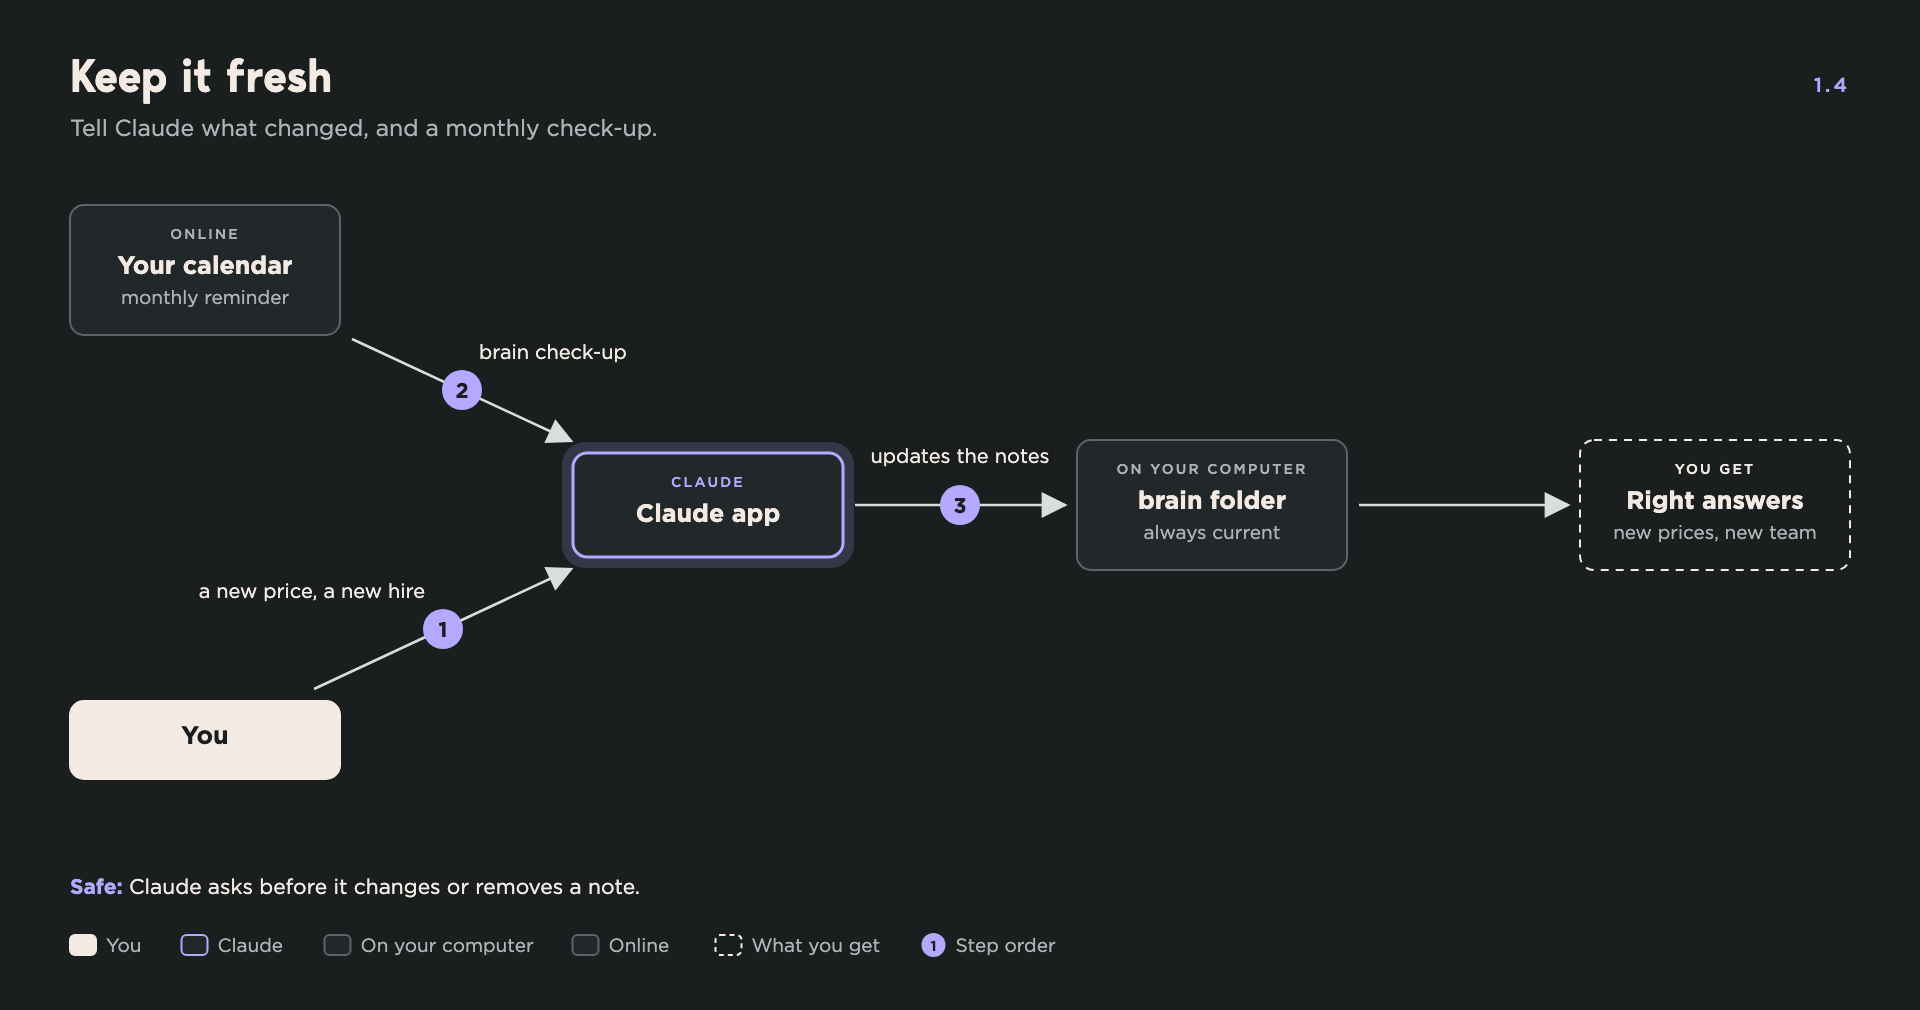 Keep it fresh
1.4
Tell Claude what changed, and a monthly check-up.
ONLINE
Your calendar
monthly reminder
brain check-up
2
CLAUDE
Claude app
updates the notes
3
ON YOUR COMPUTER
brain folder
always current
YOU GET
Right answers
new prices, new team
a new price, a new hire
1
You
Safe: Claude asks before it changes or removes a note.
You
Claude
On your computer
Online
What you get
1 Step order